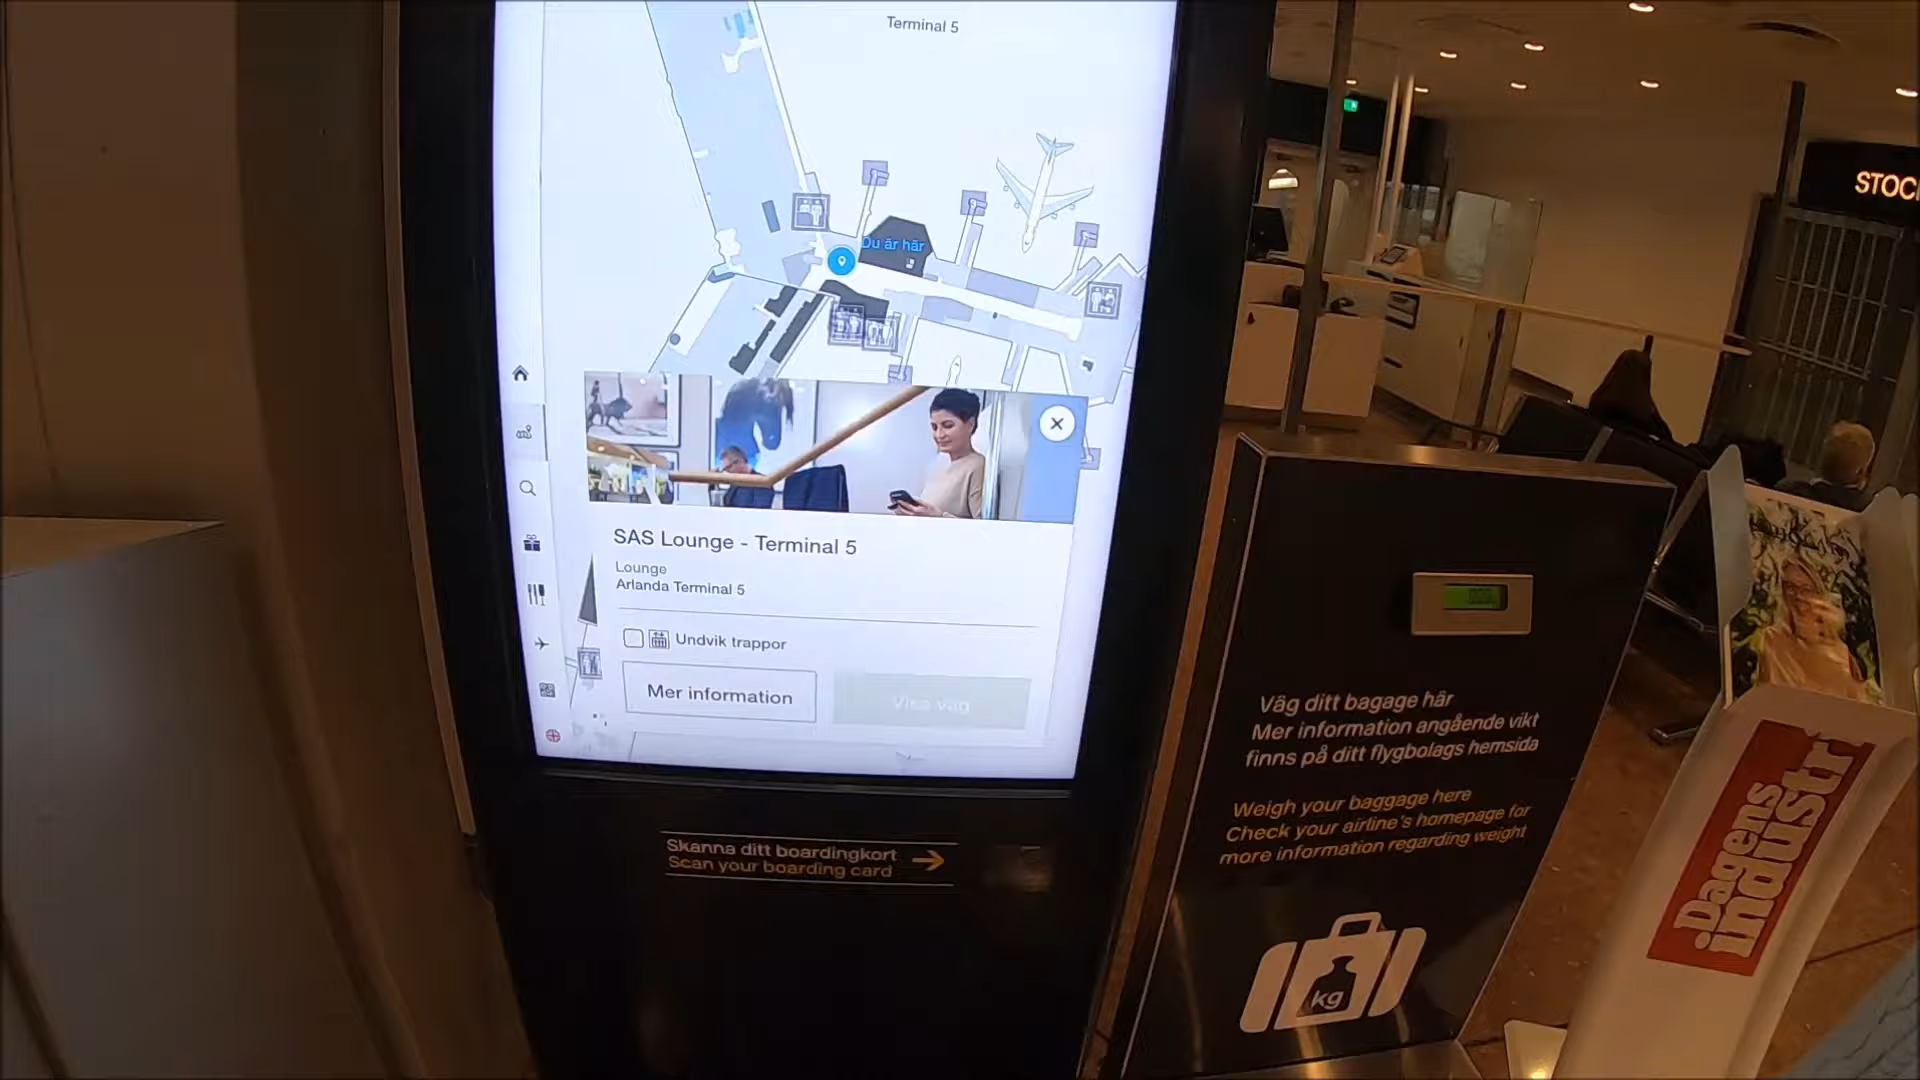 Terminal 5
Du är här
SAS Lounge - Terminal 5
Lounge
Arlanda Terminal 5
Undvik trappor
Mer information
Visa väg
Skanna ditt boardingkort
Scan your boarding card
STOC
Väg ditt bagage här
Mer information angående vikt
finns på ditt flygbolags hemsida
Weigh your baggage here
Check your airline's homepage for
more information regarding weight
kg
Dagens
industri